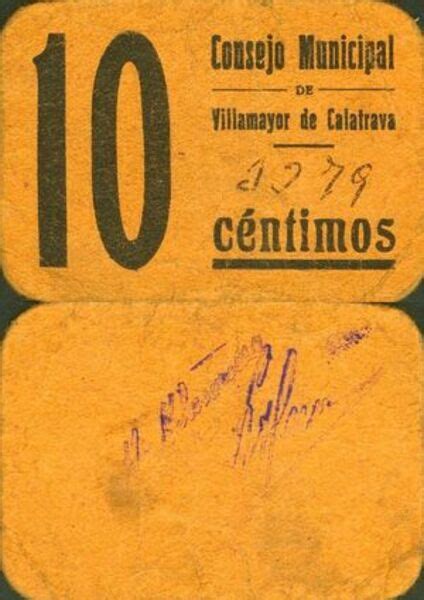 10
Consejo Municipal
DE
Villamayor de Calatrava
céntimos